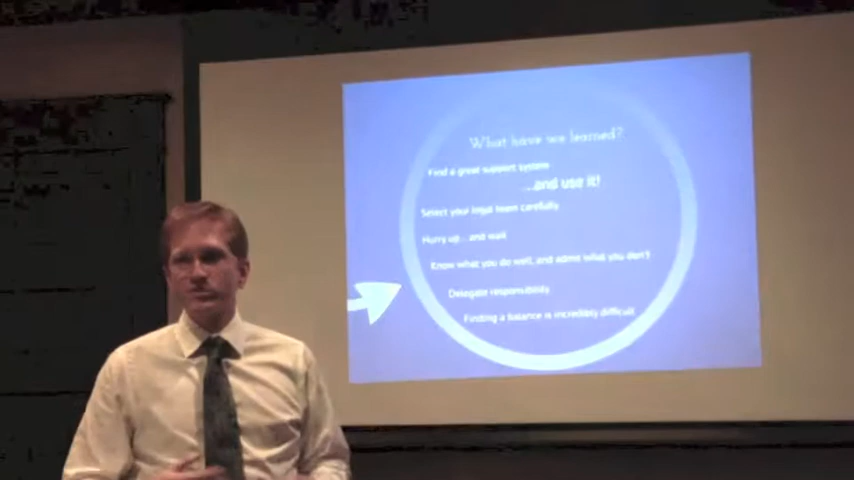 What have we learned?
Find a great support system
...and use it!
Select your legal team carefully
Hurry up... and wait
Know what you do well, and admit what you don't
Delegate responsibility
Finding a balance is incredibly difficult